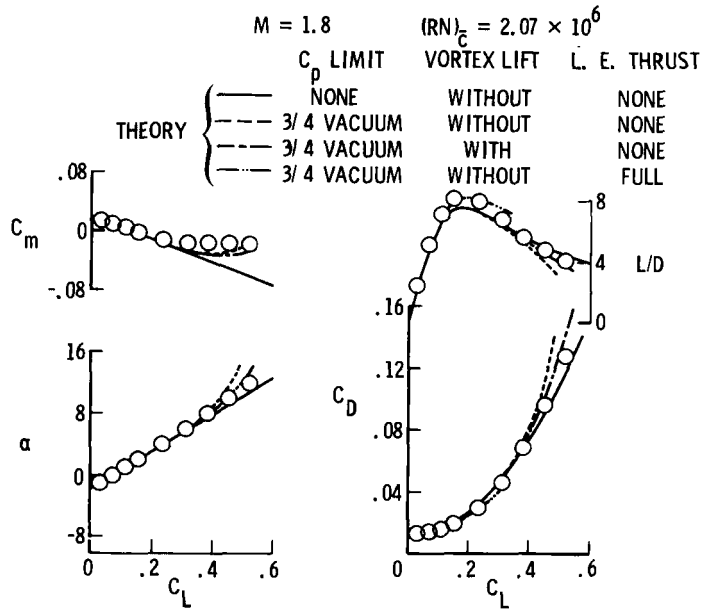 M = 1.8 (RN)c̄ = 2.07 × 10⁶
Cp LIMIT VORTEX LIFT L. E. THRUST
THEORY
NONE WITHOUT NONE
3/4 VACUUM WITHOUT NONE
3/4 VACUUM WITH NONE
3/4 VACUUM WITHOUT FULL
.08
0
-.08
Cm
16
8
0
-8
α
0 .2 .4 .6
CL
8
4
0
L/D
.16
.12
.08
.04
CD
0 .2 .4 .6
CL